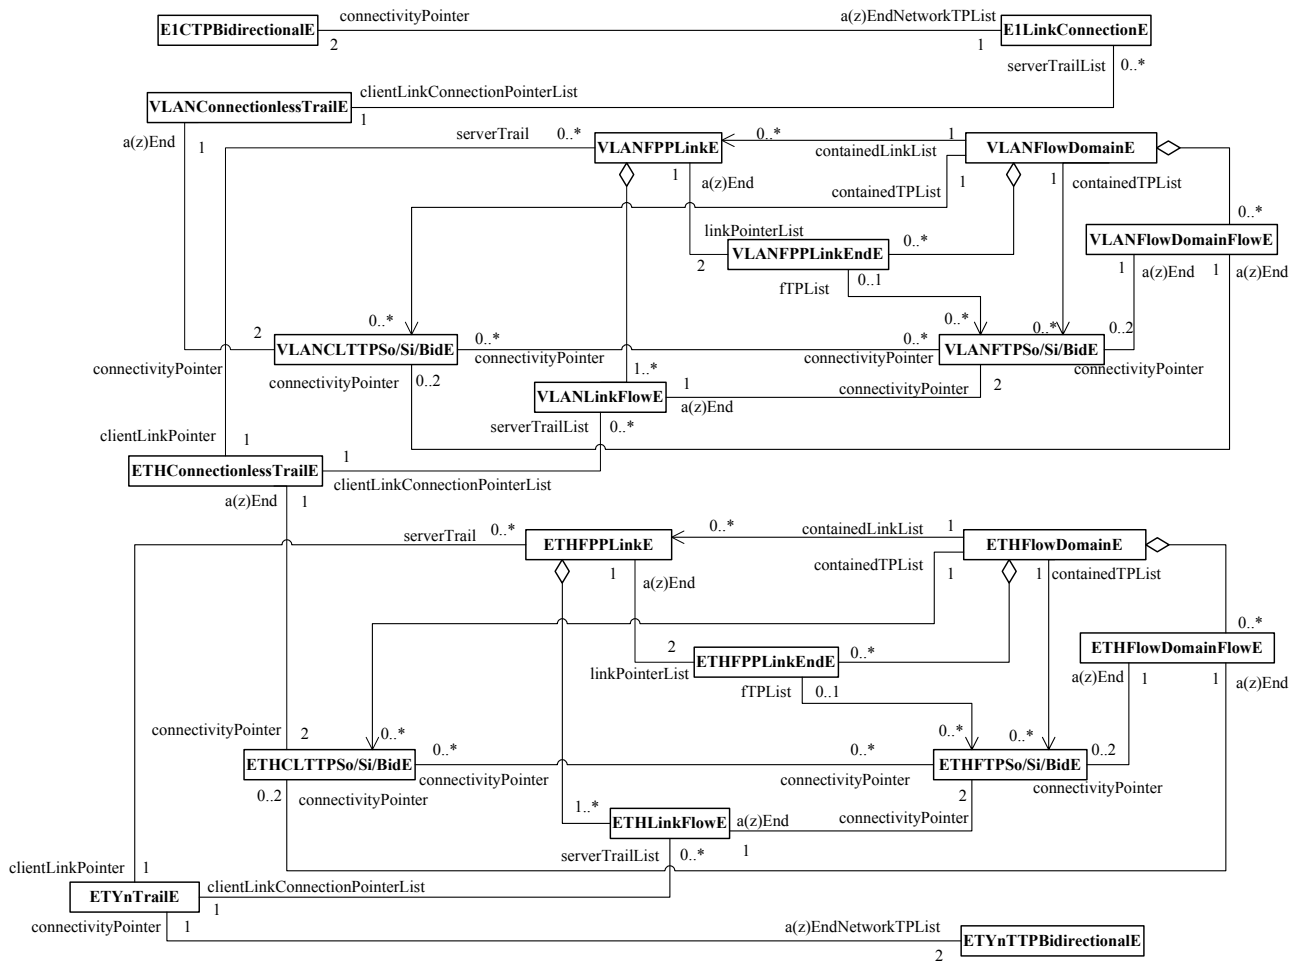 connectivityPointer
a(z)EndNetworkTPList
E1CTPBidirectionalE
E1LinkConnectionE
2
1
serverTrailList
0..*
clientLinkConnectionPointerList
VLANConnectionlessTrailE
1
a(z)End
1
serverTrail
0..*
0..*
1
VLANFPPLinkE
containedLinkList
VLANFlowDomainE
1
a(z)End
1
1
containedTPList
containedTPList
0..*
linkPointerList
0..*
VLANFlowDomainFlowE
VLANFPPLinkEndE
2
0..1
1
a(z)End
1
a(z)End
fTPList
0..*
0..*
0..*
0..2
2
0..*
0..*
VLANCLTTPSo/Si/BidE
VLANFTPSo/Si/BidE
connectivityPointer
connectivityPointer
connectivityPointer
connectivityPointer
connectivityPointer
0..2
1..*
1
connectivityPointer
2
VLANLinkFlowE
a(z)End
serverTrailList
0..*
clientLinkPointer
1
1
ETHConnectionlessTrailE
clientLinkConnectionPointerList
a(z)End
1
serverTrail
0..*
0..*
containedLinkList
1
ETHFPPLinkE
ETHFlowDomainE
1
a(z)End
containedTPList
1
1
containedTPList
0..*
2
0..*
ETHFlowDomainFlowE
ETHFPPLinkEndE
linkPointerList
a(z)End
1
1
a(z)End
fTPList
0..1
connectivityPointer
2
0..*
0..*
0..*
0..2
0..*
0..*
ETHCLTTPSo/Si/BidE
ETHFTPSo/Si/BidE
connectivityPointer
connectivityPointer
connectivityPointer
0..2
connectivityPointer
2
1..*
ETHLinkFlowE
a(z)End
connectivityPointer
serverTrailList
0..*
1
clientLinkPointer
1
clientLinkConnectionPointerList
ETYnTrailE
1
connectivityPointer
1
a(z)EndNetworkTPList
ETYnTTPBidirectionalE
2